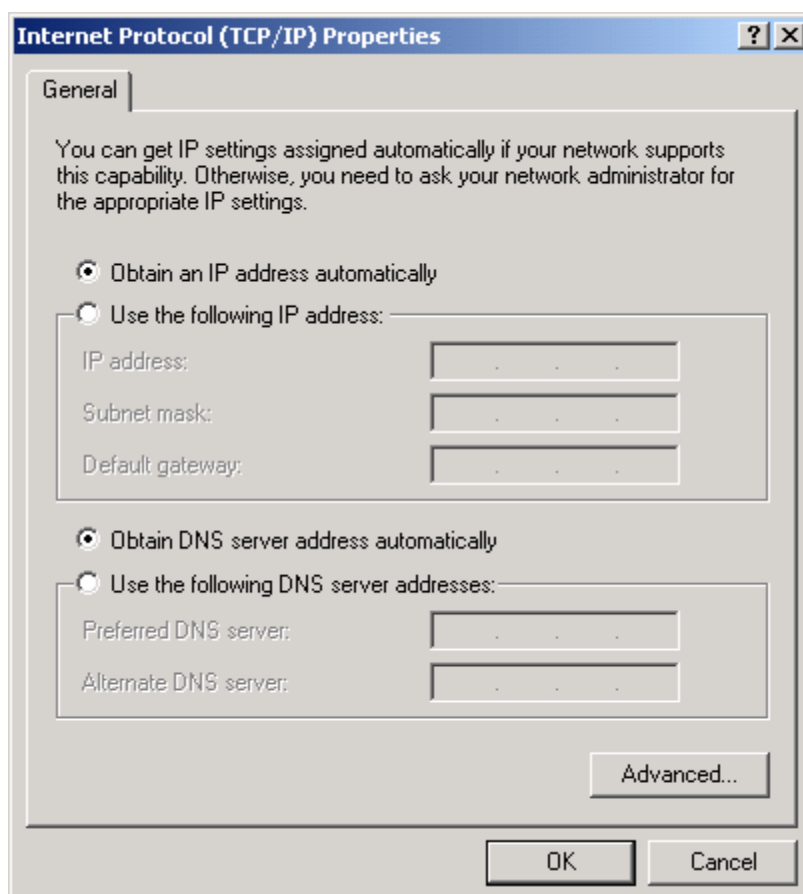 Internet Protocol (TCP/IP) Properties
General
You can get IP settings assigned automatically if your network supports
this capability. Otherwise, you need to ask your network administrator for
the appropriate IP settings.
Obtain an IP address automatically
Use the following IP address:
IP address:
Subnet mask:
Default gateway:
Obtain DNS server address automatically
Use the following DNS server addresses:
Preferred DNS server:
Alternate DNS server:
Advanced...
OK Cancel